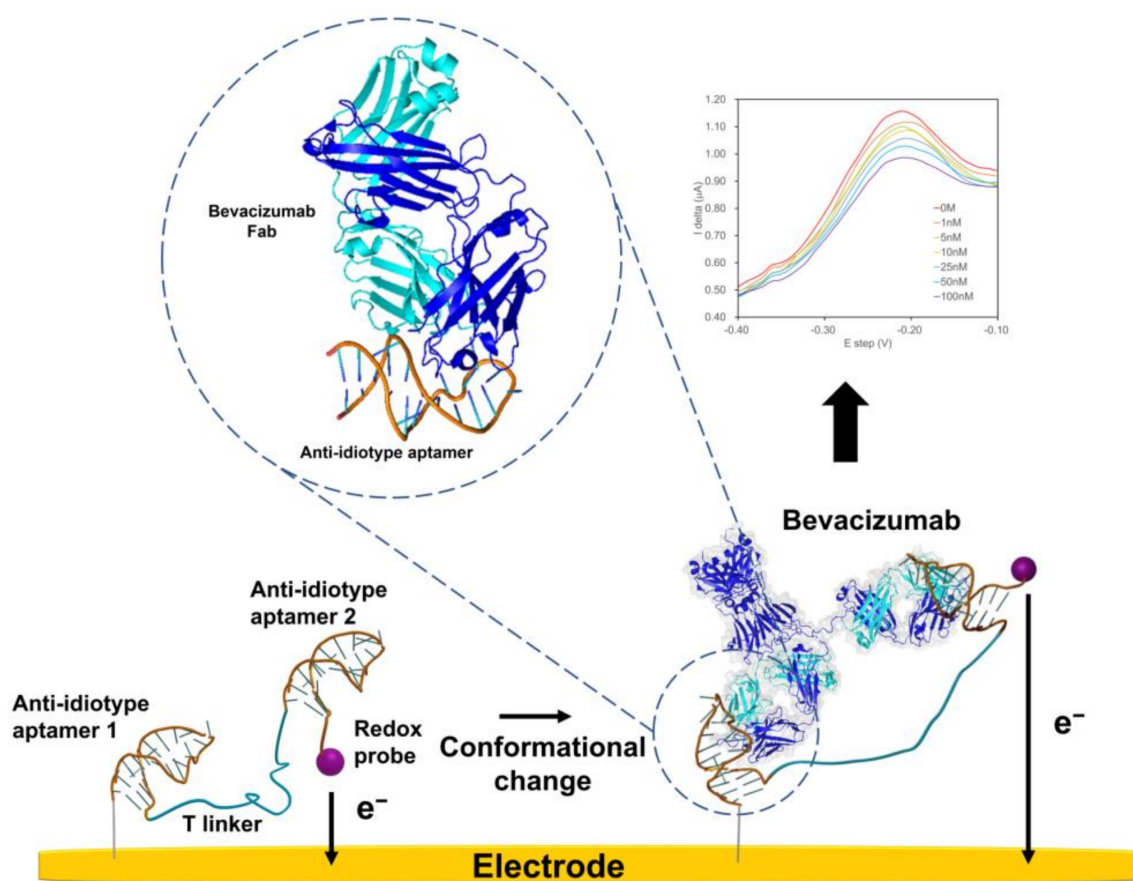 Bevacizumab
Fab
Anti-idiotype aptamer
1.20
1.10
1.00
0.90
0.80
0.70
0.60
0.50
0.40
I delta (µA)
-0.40
-0.30
-0.20
-0.10
E step (V)
0M
1nM
5nM
10nM
25nM
50nM
100nM
Bevacizumab
Anti-idiotype
aptamer 2
Anti-idiotype
aptamer 1
Redox
probe
T linker
e⁻
Conformational
change
e⁻
Electrode